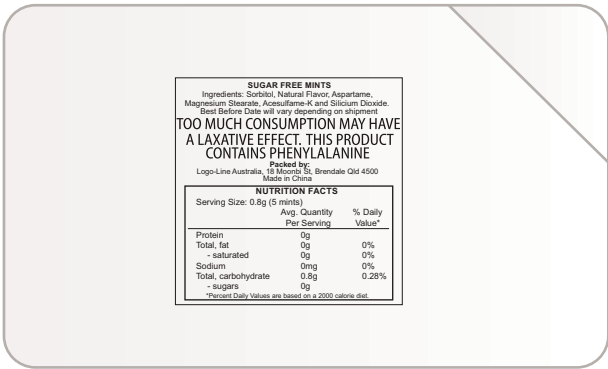 SUGAR FREE MINTS
Ingredients: Sorbitol, Natural Flavor, Aspartame,
Magnesium Stearate, Acesulfame-K and Silicium Dioxide.
Best Before Date will vary depending on shipment
TOO MUCH CONSUMPTION MAY HAVE
A LAXATIVE EFFECT. THIS PRODUCT
CONTAINS PHENYLALANINE
Packed by:
Logo-Line Australia, 18 Moonbi St, Brendale Qld 4500
Made in China
NUTRITION FACTS
Serving Size: 0.8g (5 mints)
Avg. Quantity % Daily
Per Serving Value*
Protein 0g
Total, fat 0g 0%
- saturated 0g 0%
Sodium 0mg 0%
Total, carbohydrate 0.8g 0.28%
- sugars 0g
*Percent Daily Values are based on a 2000 calorie diet.